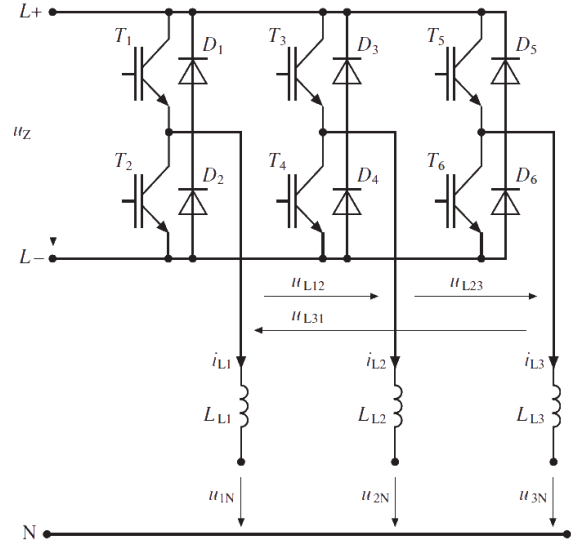 L+
T1 D1 T3 D3 T5 D5
uZ
T2 D2 T4 D4 T6 D6
L−
uL12 uL23
uL31
iL1 iL2 iL3
LL1 LL2 LL3
u1N u2N u3N
N